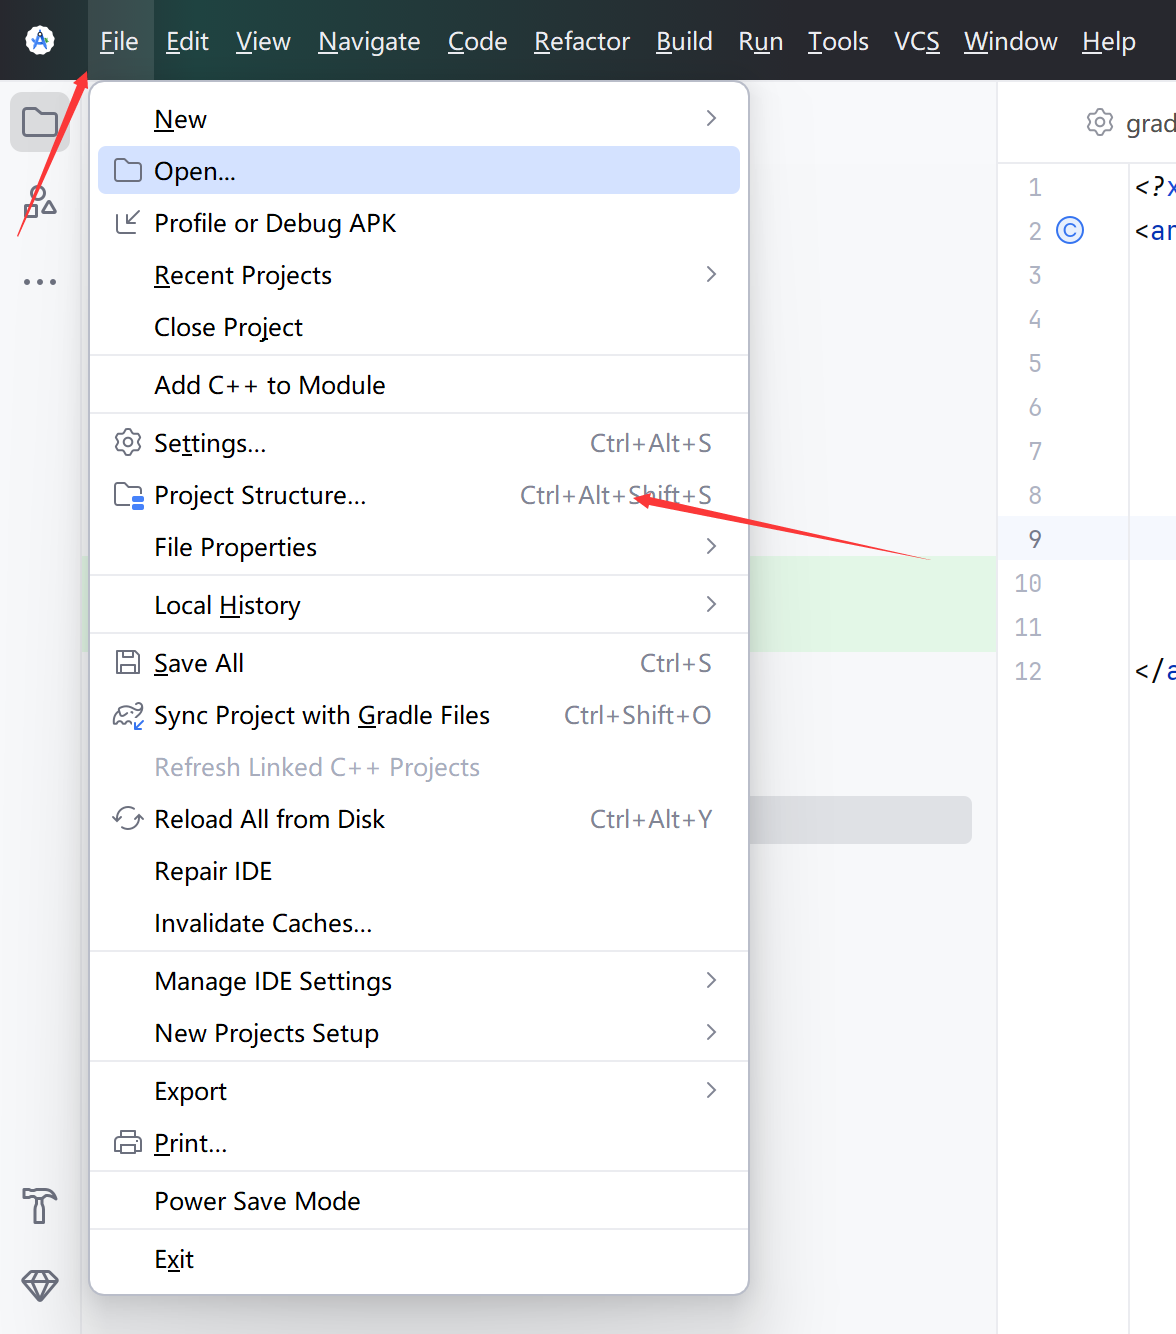 File Edit View Navigate Code Refactor Build Run Tools VCS Window Help
New
Open...
Profile or Debug APK
Recent Projects
Close Project
Add C++ to Module
Settings... Ctrl+Alt+S
Project Structure... Ctrl+Alt+Shift+S
File Properties
Local History
Save All Ctrl+S
Sync Project with Gradle Files Ctrl+Shift+O
Refresh Linked C++ Projects
Reload All from Disk Ctrl+Alt+Y
Repair IDE
Invalidate Caches...
Manage IDE Settings
New Projects Setup
Export
Print...
Power Save Mode
Exit
grad
1 <?x
2 C <an
3
4
5
6
7
8
9
10
11
12 </a